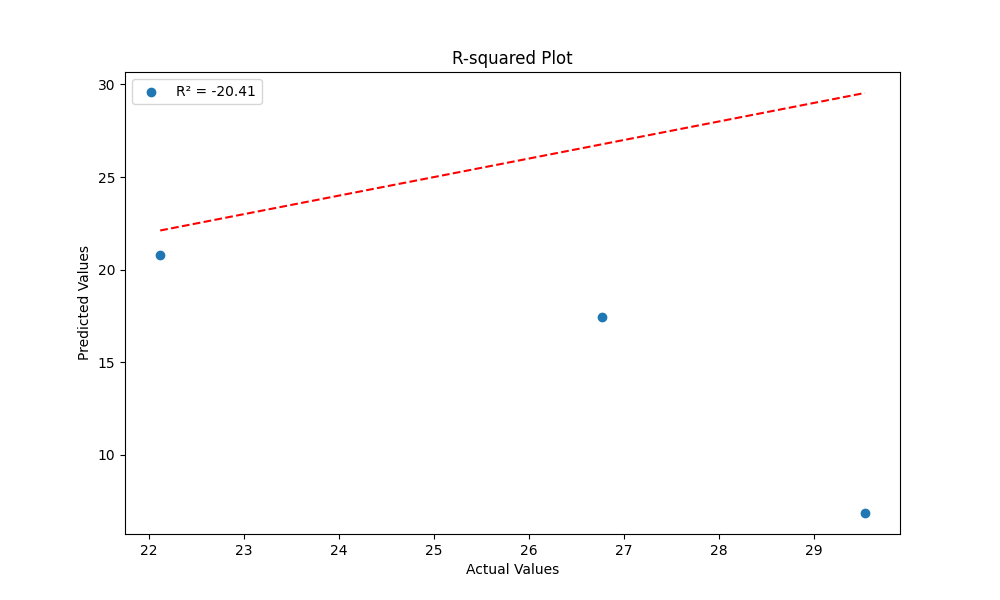 R-squared Plot
R² = -20.41
30
25
20
15
10
Predicted Values
22 23 24 25 26 27 28 29
Actual Values